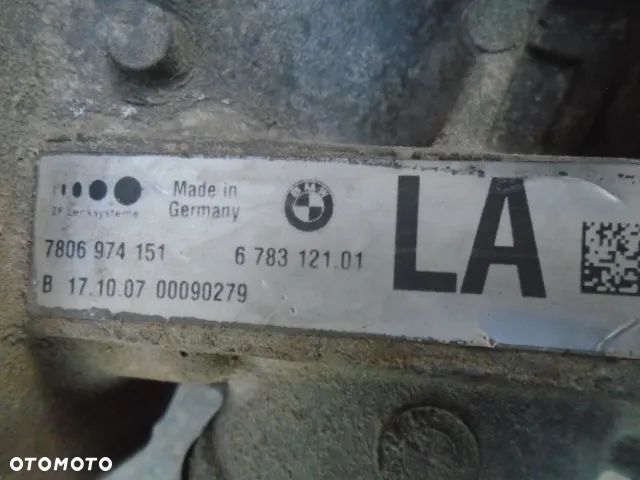 ZF Lenksysteme
Made in
Germany
BMW
LA
7806 974 151
6 783 121.01
B 17.10.07 00090279
OTOMOTO